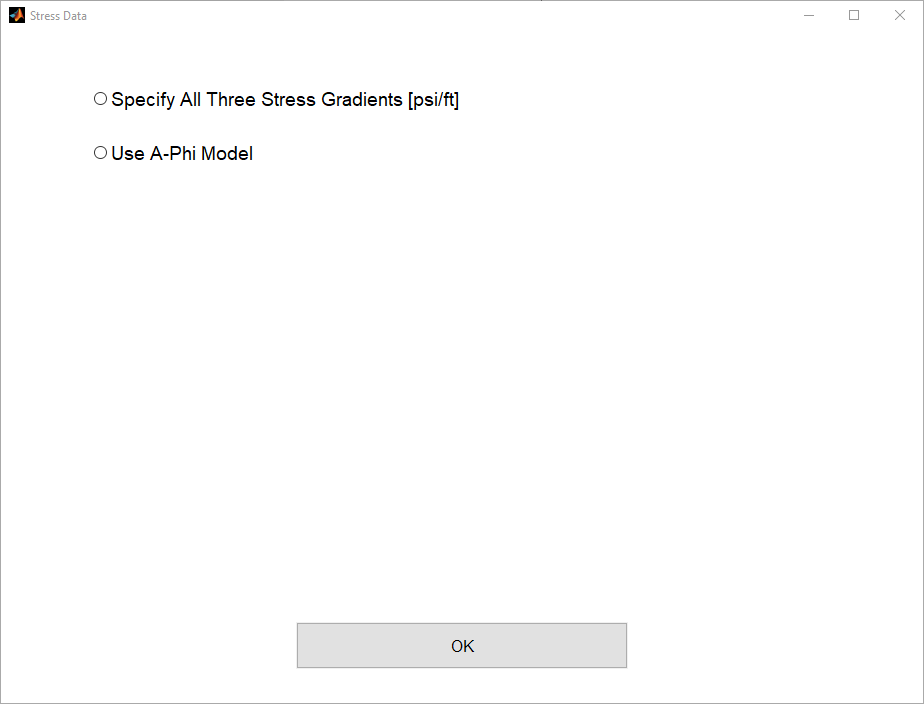 Stress Data
Specify All Three Stress Gradients [psi/ft]
Use A-Phi Model
OK